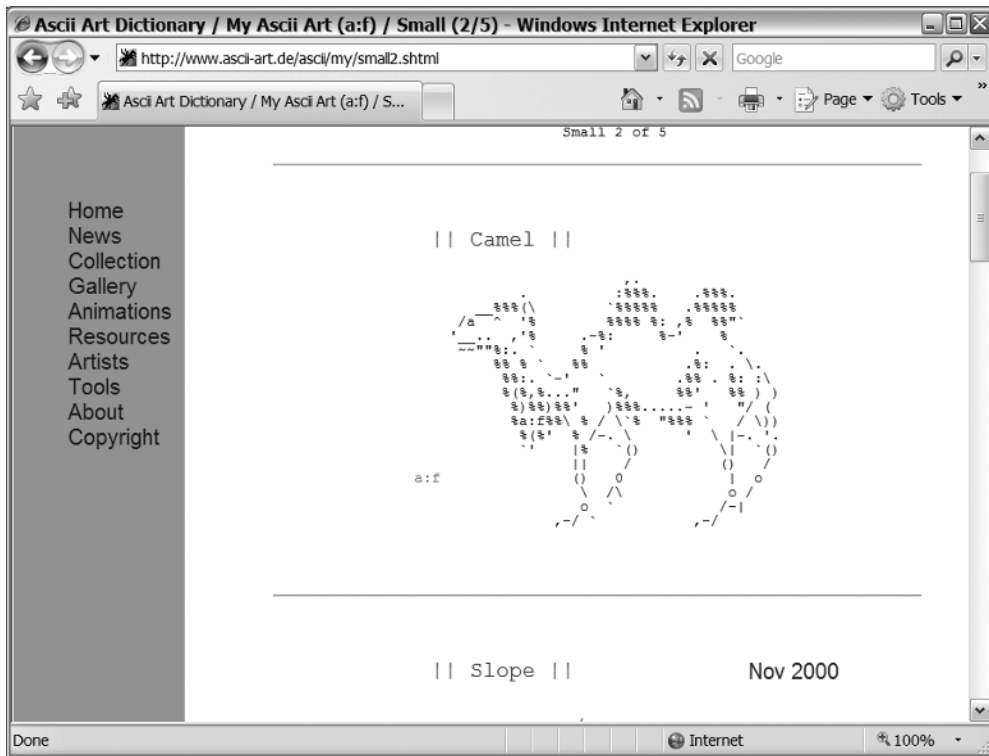 Ascii Art Dictionary / My Ascii Art (a:f) / Small (2/5) - Windows Internet Explorer
http://www.ascii-art.de/ascii/my/small2.shtml
Google
Ascii Art Dictionary / My Ascii Art (a:f) / S...
Page
Tools
»
Small 2 of 5
Home
News
Collection
Gallery
Animations
Resources
Artists
Tools
About
Copyright
|| Camel ||
a:f
|| Slope ||
Nov 2000
Done
Internet
100%